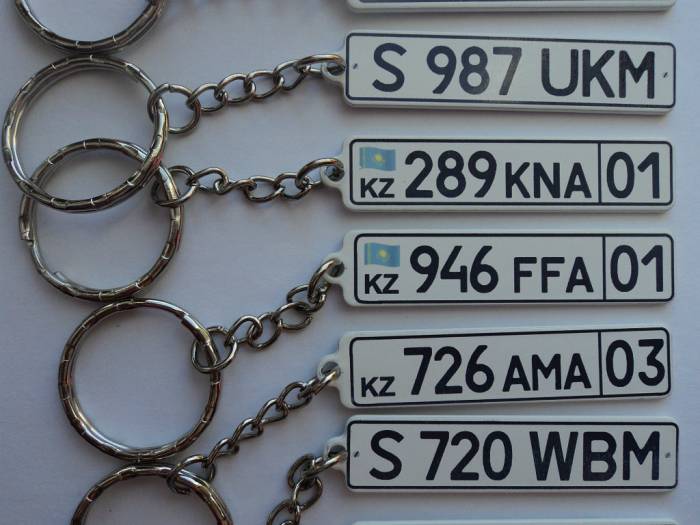 S 987 UKM
KZ 289 KNA 01
KZ 946 FFA 01
KZ 726 AMA 03
S 720 WBM